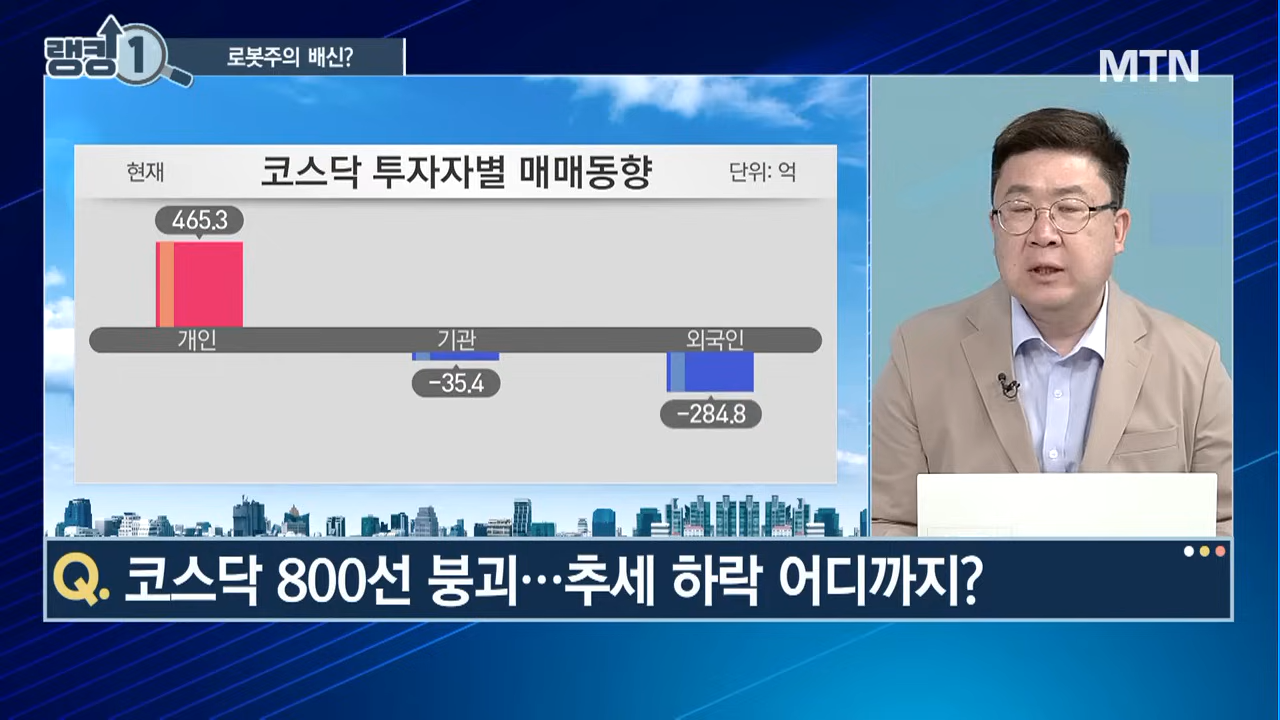 랭킹1
로봇주의 배신?
MTN
현재
코스닥 투자자별 매매동향
단위: 억
465.3
개인
기관
외국인
-35.4
-284.8
Q. 코스닥 800선 붕괴…추세 하락 어디까지?